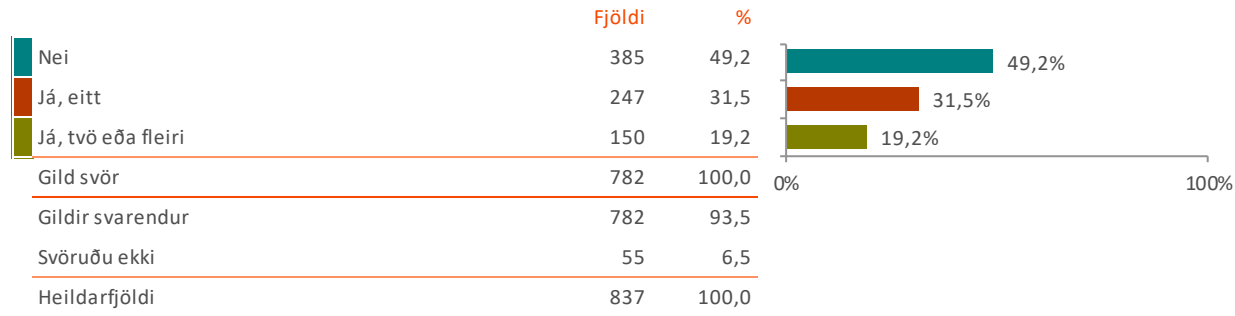 Fjöldi %
Nei 385 49,2
Já, eitt 247 31,5
Já, tvö eða fleiri 150 19,2
Gild svör 782 100,0
Gildir svarendur 782 93,5
Svöruðu ekki 55 6,5
Heildarfjöldi 837 100,0
49,2%
31,5%
19,2%
0% 100%